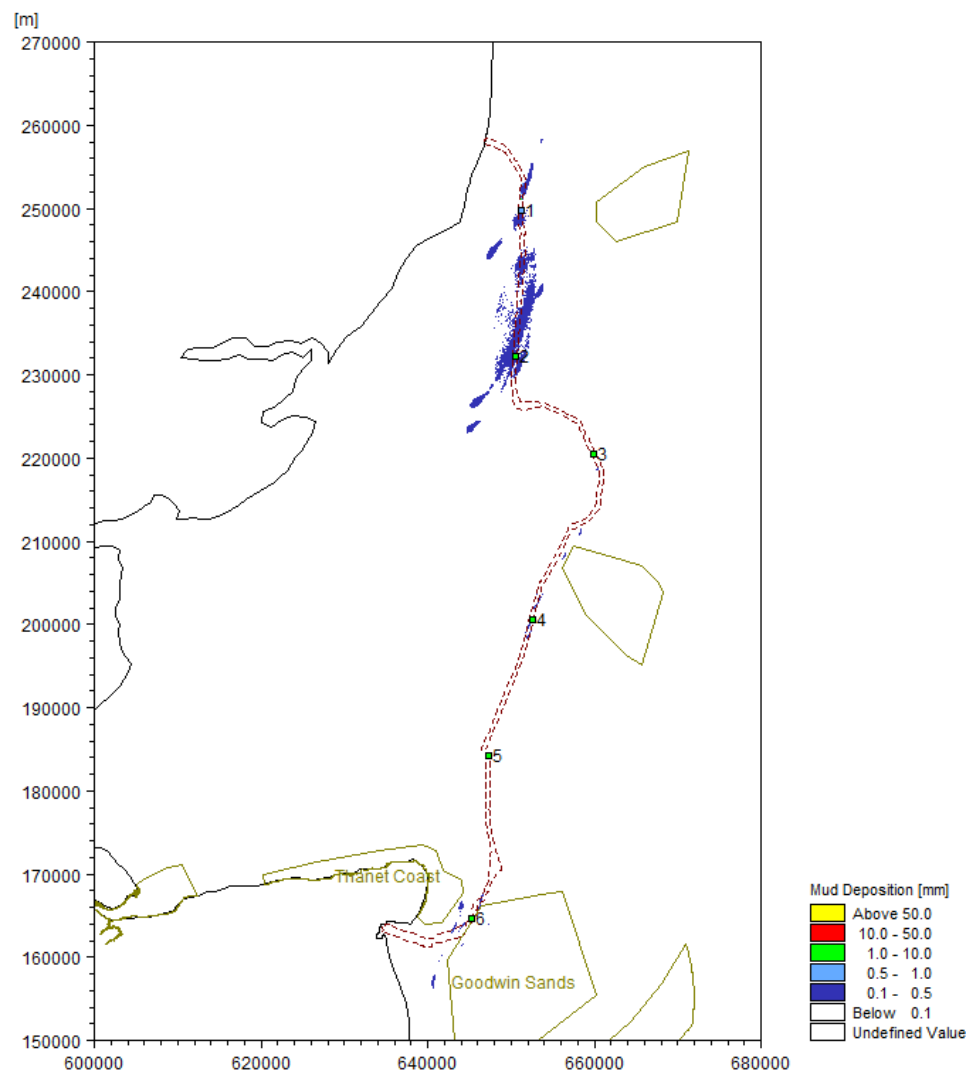 [m]
270000
260000
250000
240000
230000
220000
210000
200000
190000
180000
170000
160000
150000
600000
620000
640000
660000
680000
1
2
3
4
5
6
Thanet Coast
Goodwin Sands
Mud Deposition [mm]
Above 50.0
10.0 - 50.0
1.0 - 10.0
0.5 - 1.0
0.1 - 0.5
Below 0.1
Undefined Value